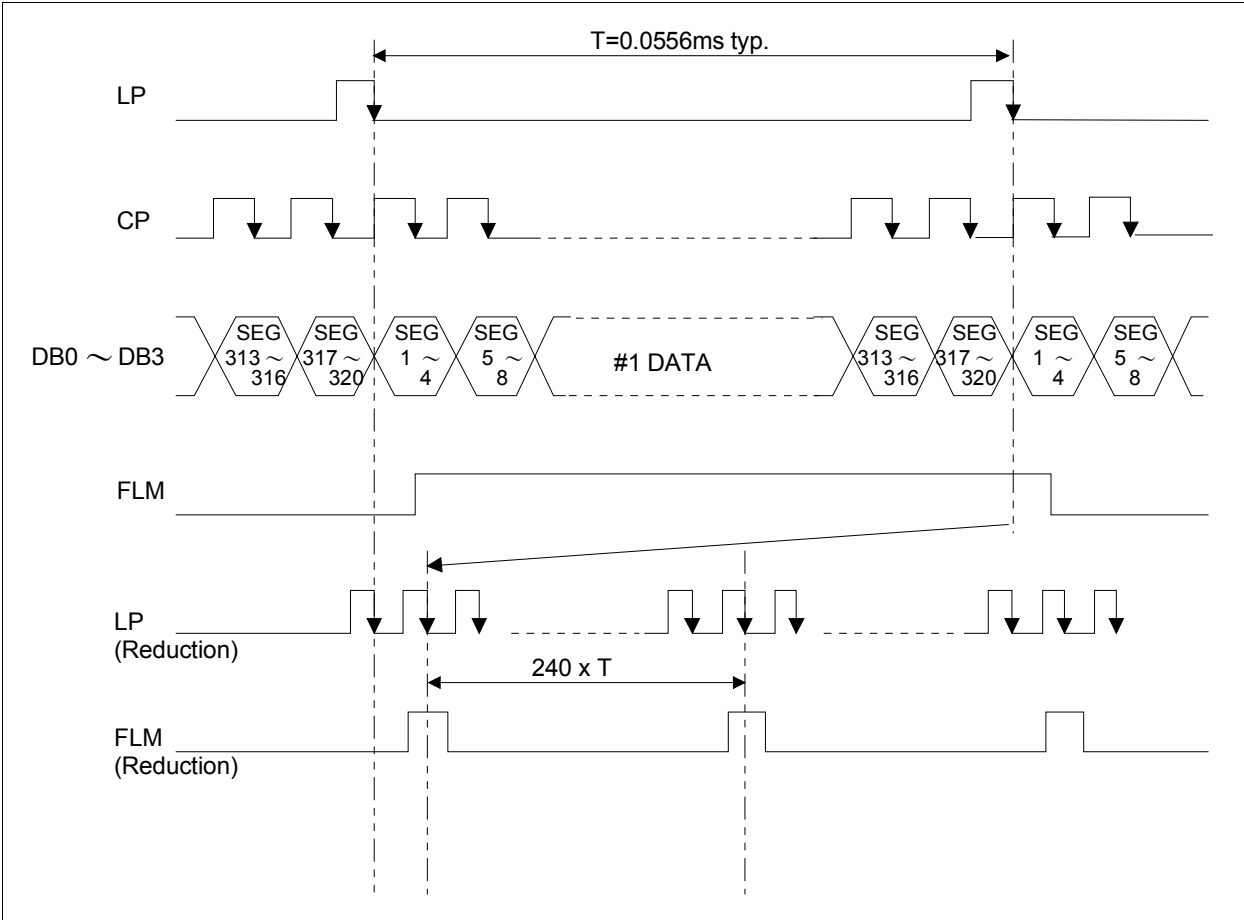 T=0.0556ms typ.
LP
CP
DB0 ～ DB3
SEG
313～
316
SEG
317～
320
SEG
1 ～
4
SEG
5 ～
8
#1 DATA
SEG
313～
316
SEG
317～
320
SEG
1 ～
4
SEG
5 ～
8
FLM
LP
(Reduction)
240 x T
FLM
(Reduction)